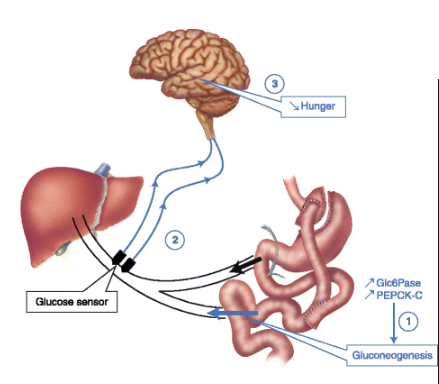 3
↘ Hunger
2
Glucose sensor
↗ Glc6Pase
↗ PEPCK-C
1
Gluconeogenesis